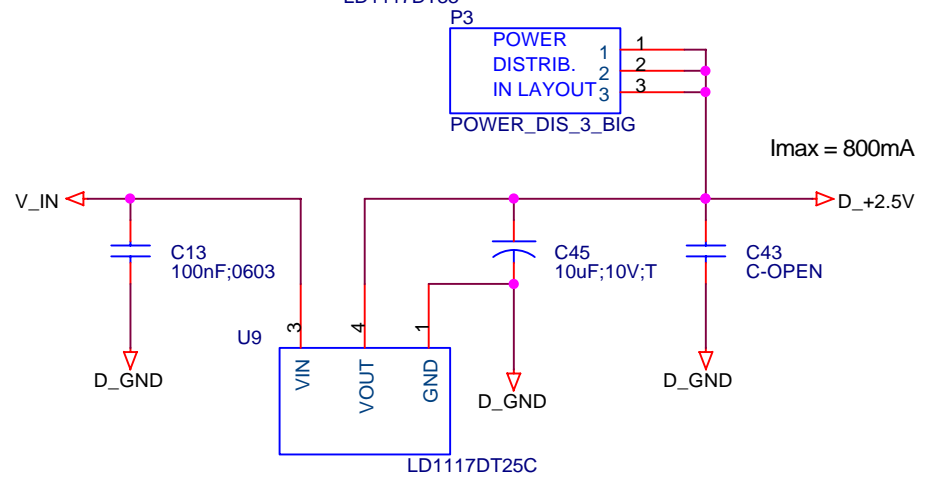 P3
POWER
DISTRIB.
IN LAYOUT
1
2
3
1
2
3
POWER_DIS_3_BIG
Imax = 800mA
V_IN
D_+2.5V
C13
100nF;0603
C45
10uF;10V;T
C43
C-OPEN
U9
3
4
1
VIN
VOUT
GND
D_GND
D_GND
D_GND
LD1117DT25C